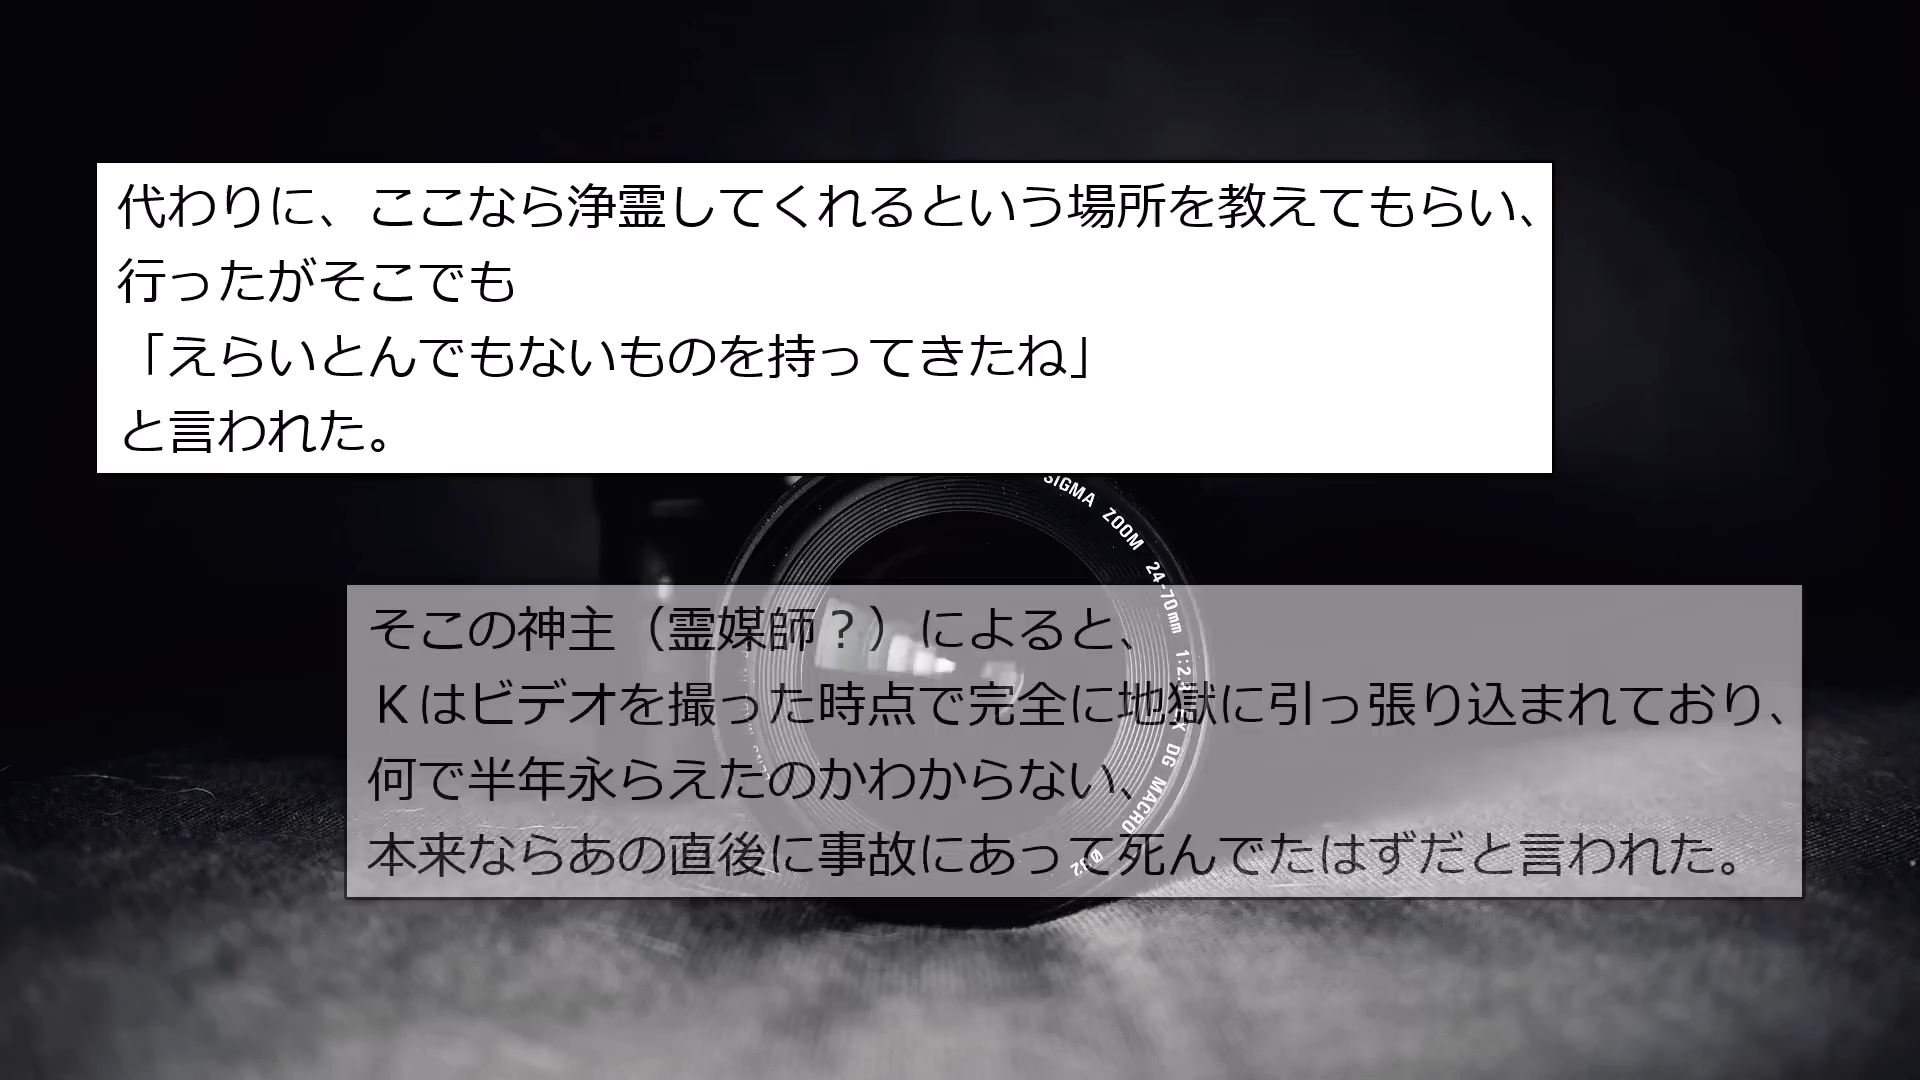 代わりに、ここなら浄霊してくれるという場所を教えてもらい、
行ったがそこでも
「えらいとんでもないものを持ってきたね」
と言われた。
SIGMA ZOOM 24-70mm 1:2.8 EX DG MACRO Ø82
そこの神主（霊媒師？）によると、
Ｋはビデオを撮った時点で完全に地獄に引っ張り込まれており、
何で半年永らえたのかわからない、
本来ならあの直後に事故にあって死んでたはずだと言われた。